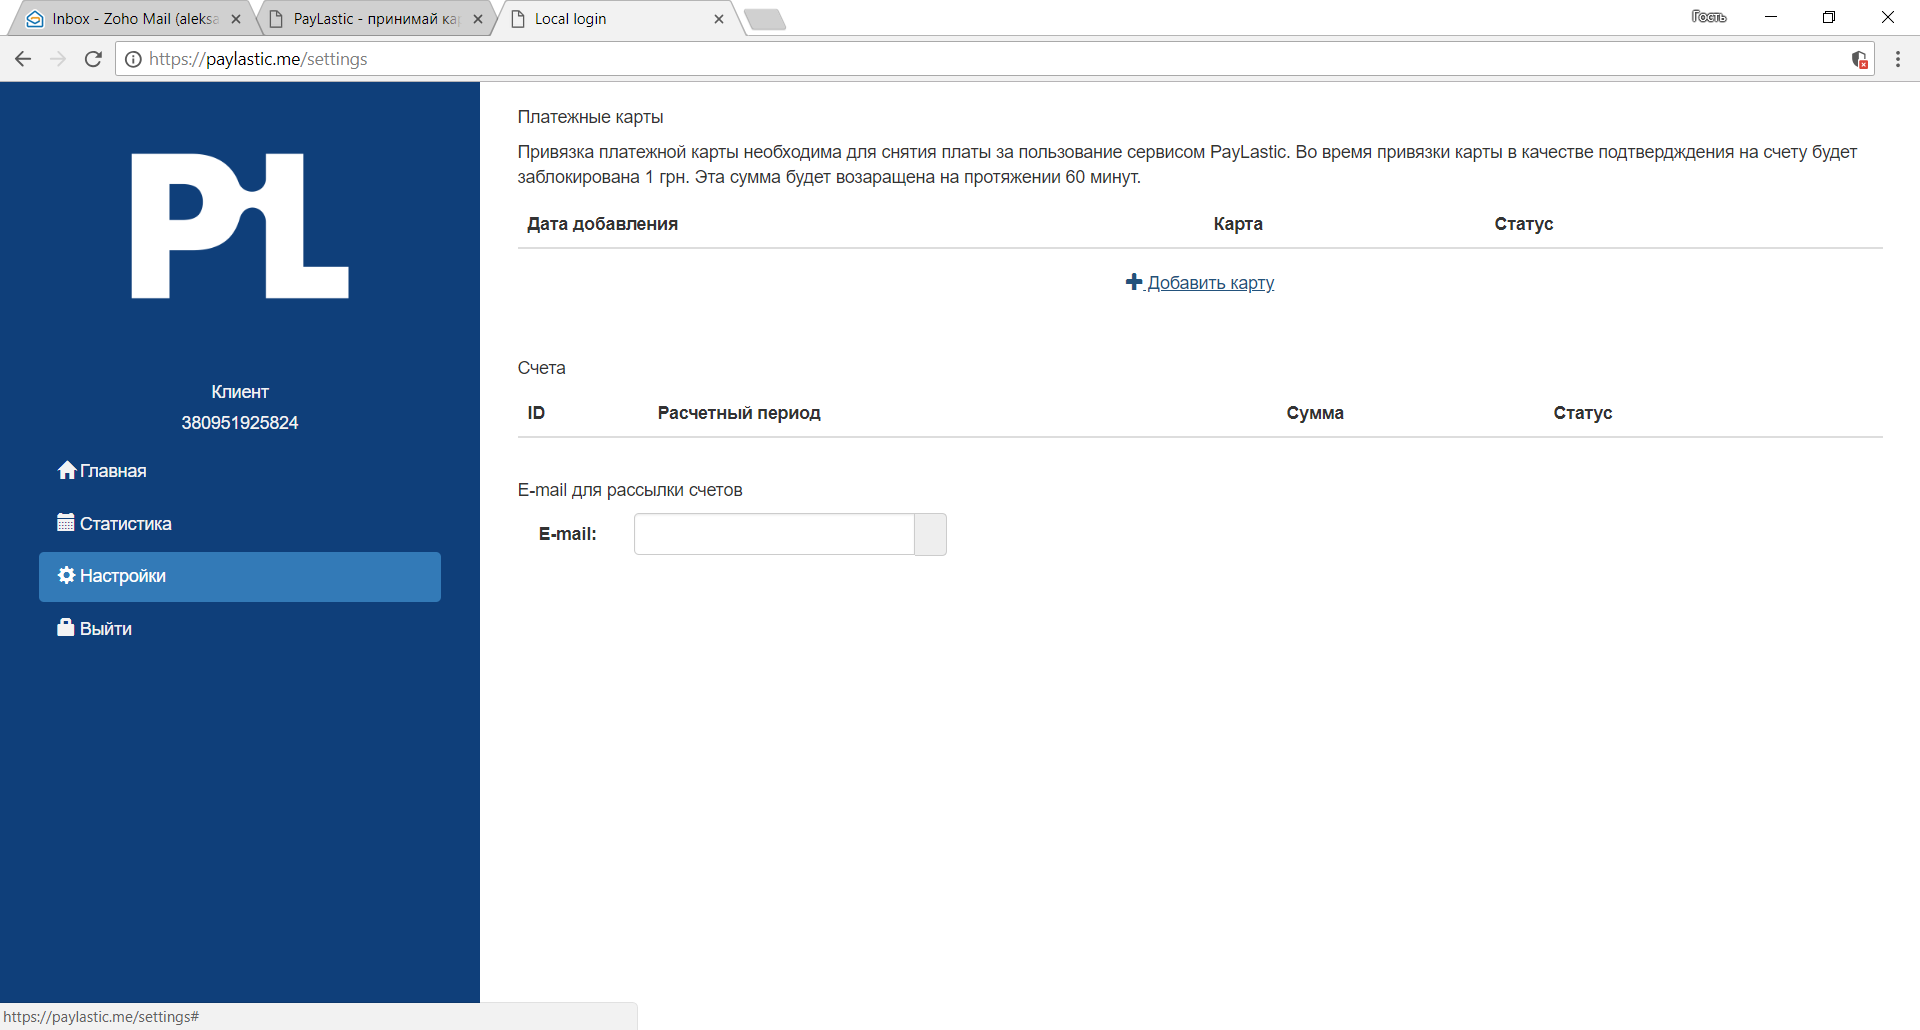 Inbox - Zoho Mail (aleksa
PayLastic - принимай ка
Local login
Гость
https://paylastic.me/settings
PL
Клиент
380951925824
Главная
Статистика
Настройки
Выйти
Платежные карты
Привязка платежной карты необходима для снятия платы за пользование сервисом PayLastic. Во время привязки карты в качестве подтвердждения на счету будет
заблокирована 1 грн. Эта сумма будет возаращена на протяжении 60 минут.
Дата добавления Карта Статус
Добавить карту
Счета
ID Расчетный период Сумма Статус
E-mail для рассылки счетов
E-mail:
https://paylastic.me/settings#